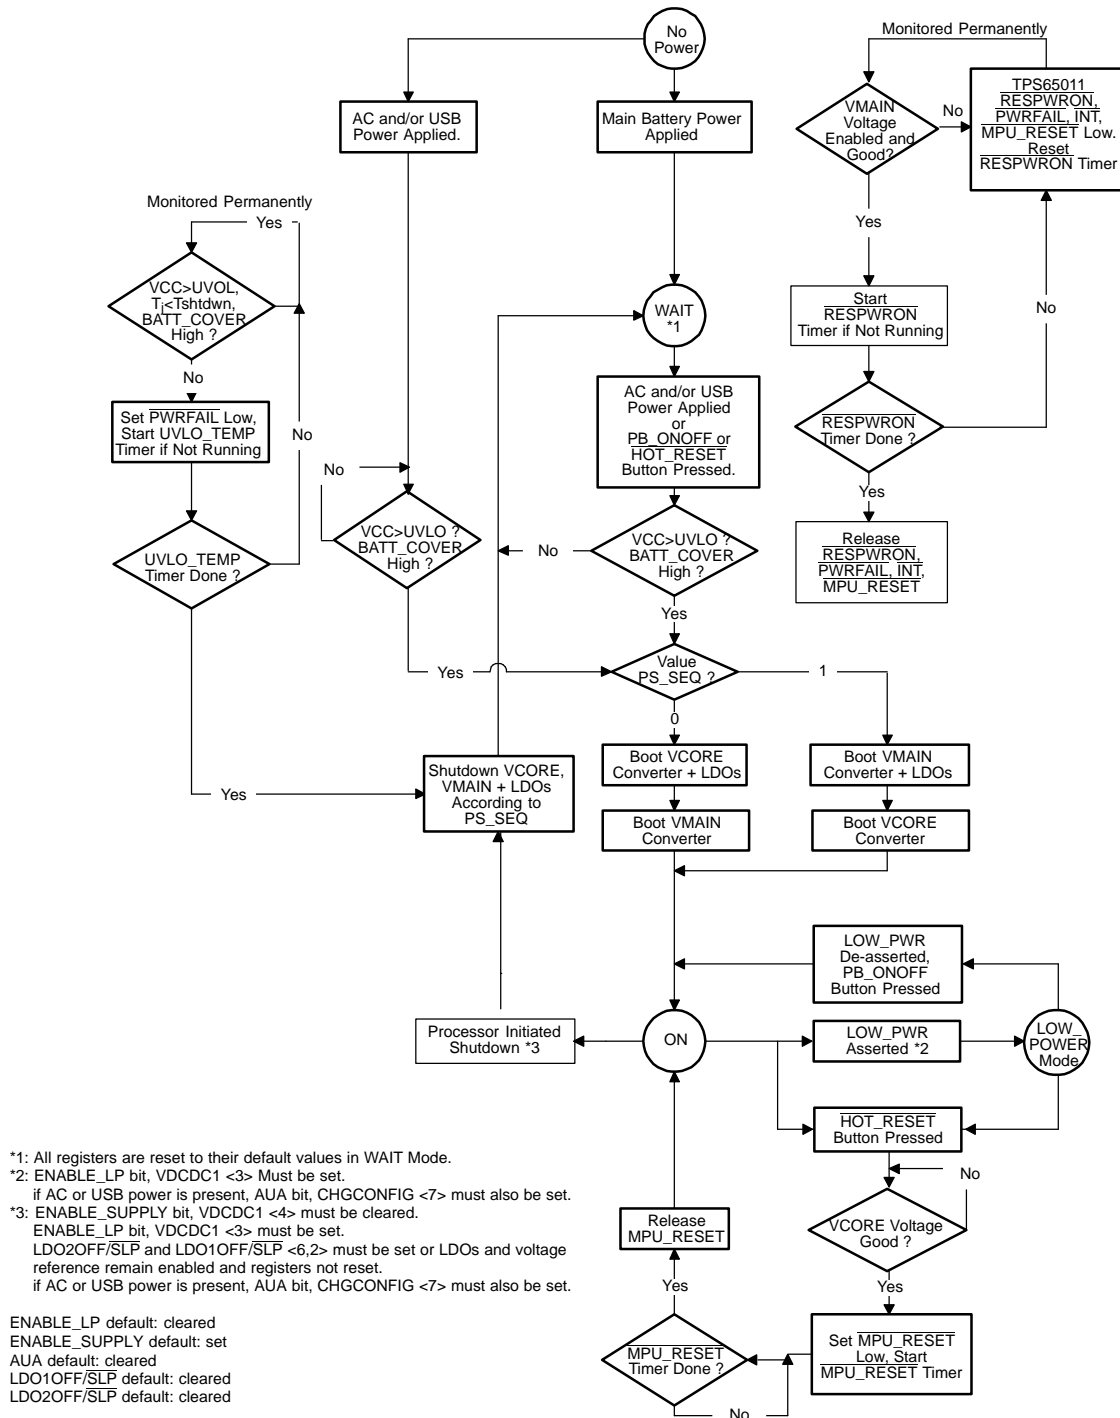 No
Power
Monitored Permanently
AC and/or USB
Power Applied.
Main Battery Power
Applied
VMAIN
Voltage
Enabled and
Good?
No
TPS65011
RESPWRON,
PWRFAIL, INT,
MPU_RESET Low.
Reset
RESPWRON Timer
Yes
Monitored Permanently
Yes
VCC>UVOL,
Tj<Tshtdwn,
BATT_COVER
High ?
No
WAIT
*1
Start
RESPWRON
Timer if Not Running
No
Set PWRFAIL Low,
Start UVLO_TEMP
Timer if Not Running
No
AC and/or USB
Power Applied
or
PB_ONOFF or
HOT_RESET
Button Pressed.
RESPWRON
Timer Done ?
No
Yes
UVLO_TEMP
Timer Done ?
VCC>UVLO ?
BATT_COVER
High ?
No
VCC>UVLO ?
BATT_COVER
High ?
Release
RESPWRON,
PWRFAIL, INT,
MPU_RESET
Yes
Yes
Value
PS_SEQ ?
1
0
Shutdown VCORE,
VMAIN + LDOs
According to
PS_SEQ
Yes
Boot VCORE
Converter + LDOs
Boot VMAIN
Converter + LDOs
Boot VMAIN
Converter
Boot VCORE
Converter
LOW_PWR
De-asserted,
PB_ONOFF
Button Pressed
Processor Initiated
Shutdown *3
ON
LOW_PWR
Asserted *2
LOW_
POWER
Mode
HOT_RESET
Button Pressed
No
VCORE Voltage
Good ?
Yes
Release
MPU_RESET
Yes
MPU_RESET
Timer Done ?
No
Set MPU_RESET
Low, Start
MPU_RESET Timer
*1: All registers are reset to their default values in WAIT Mode.
*2: ENABLE_LP bit, VDCDC1 <3> Must be set.
if AC or USB power is present, AUA bit, CHGCONFIG <7> must also be set.
*3: ENABLE_SUPPLY bit, VDCDC1 <4> must be cleared.
ENABLE_LP bit, VDCDC1 <3> must be set.
LDO2OFF/SLP and LDO1OFF/SLP <6,2> must be set or LDOs and voltage
reference remain enabled and registers not reset.
if AC or USB power is present, AUA bit, CHGCONFIG <7> must also be set.
ENABLE_LP default: cleared
ENABLE_SUPPLY default: set
AUA default: cleared
LDO1OFF/SLP default: cleared
LDO2OFF/SLP default: cleared